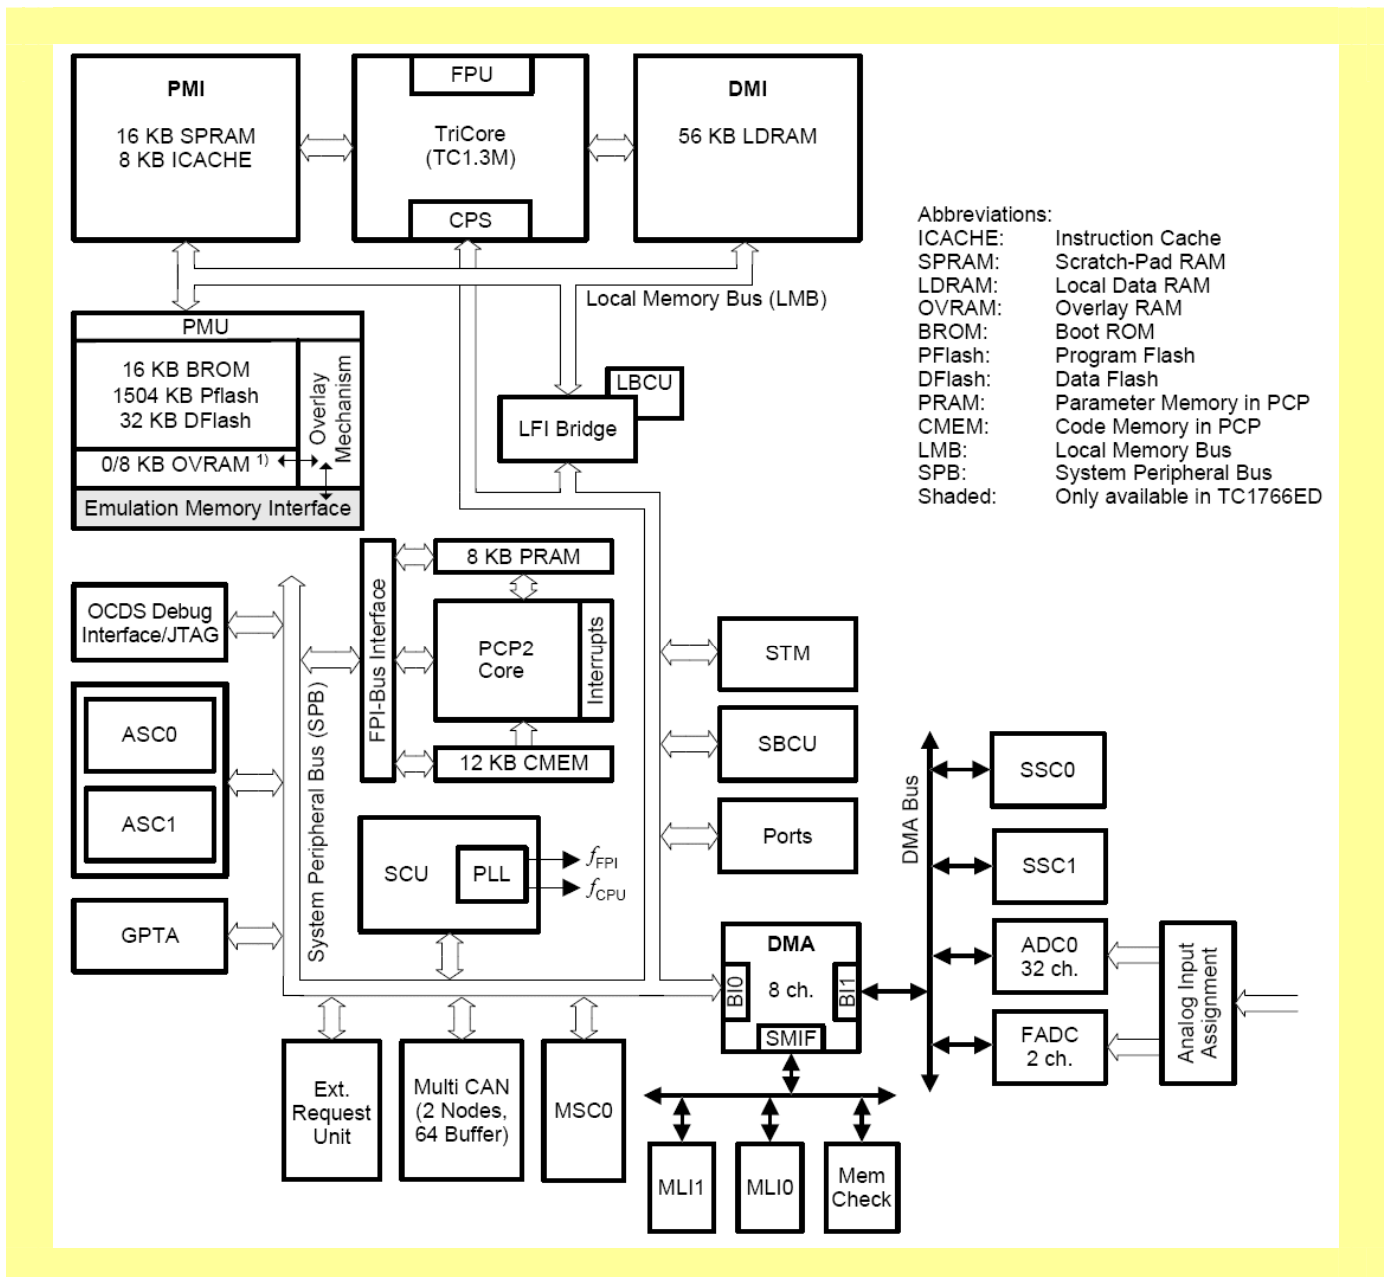 PMI
16 KB SPRAM
8 KB ICACHE
FPU
TriCore
(TC1.3M)
CPS
DMI
56 KB LDRAM
Abbreviations:
ICACHE: Instruction Cache
SPRAM: Scratch-Pad RAM
LDRAM: Local Data RAM
OVRAM: Overlay RAM
BROM: Boot ROM
PFlash: Program Flash
DFlash: Data Flash
PRAM: Parameter Memory in PCP
CMEM: Code Memory in PCP
LMB: Local Memory Bus
SPB: System Peripheral Bus
Shaded: Only available in TC1766ED
Local Memory Bus (LMB)
PMU
16 KB BROM
1504 KB Pflash
32 KB DFlash
0/8 KB OVRAM 1)
Overlay
Mechanism
Emulation Memory Interface
LBCU
LFI Bridge
OCDS Debug
Interface/JTAG
ASC0
ASC1
GPTA
System Peripheral Bus (SPB)
FPI-Bus Interface
8 KB PRAM
PCP2
Core
Interrupts
12 KB CMEM
SCU
PLL
fFPI
fCPU
STM
SBCU
Ports
DMA
BI0
8 ch.
BI1
SMIF
DMA Bus
SSC0
SSC1
ADC0
32 ch.
FADC
2 ch.
Analog Input
Assignment
Ext.
Request
Unit
Multi CAN
(2 Nodes,
64 Buffer)
MSC0
MLI1
MLI0
Mem
Check